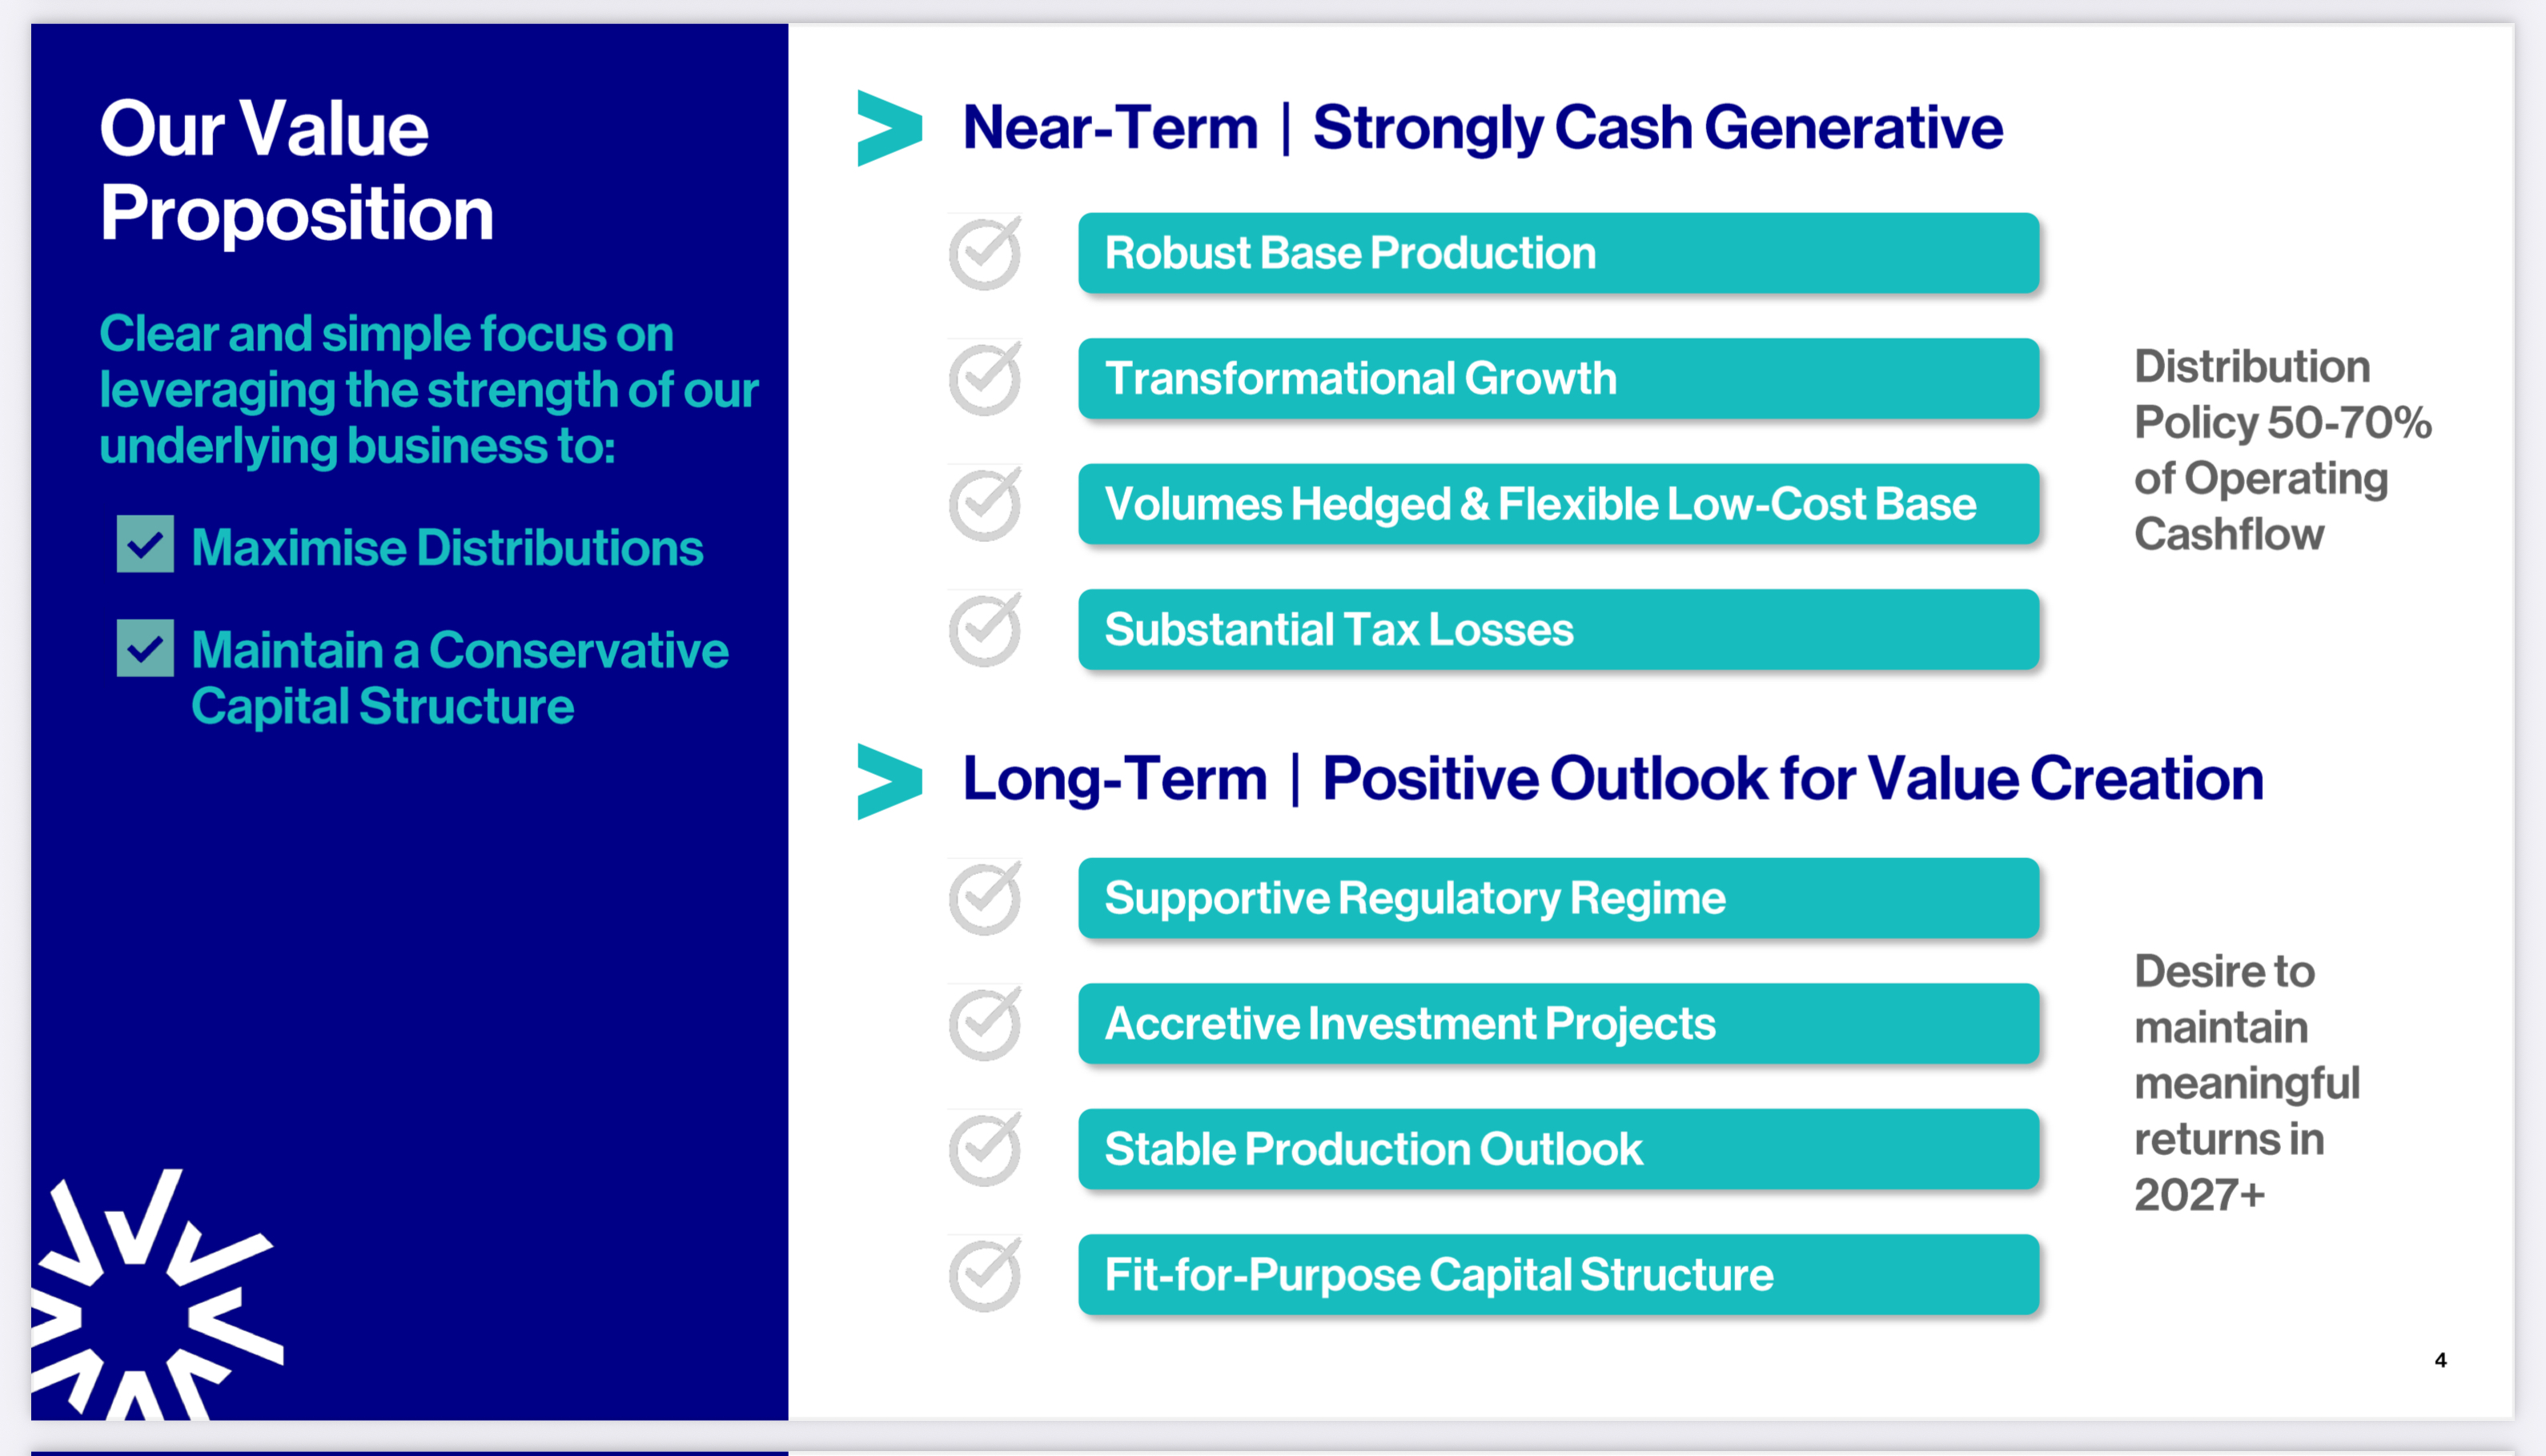 Our Value
Proposition
Clear and simple focus on
leveraging the strength of our
underlying business to:
Maximise Distributions
Maintain a Conservative
Capital Structure
Near-Term | Strongly Cash Generative
Robust Base Production
Transformational Growth
Volumes Hedged & Flexible Low-Cost Base
Substantial Tax Losses
Distribution
Policy 50-70%
of Operating
Cashflow
Long-Term | Positive Outlook for Value Creation
Supportive Regulatory Regime
Accretive Investment Projects
Stable Production Outlook
Fit-for-Purpose Capital Structure
Desire to
maintain
meaningful
returns in
2027+
4